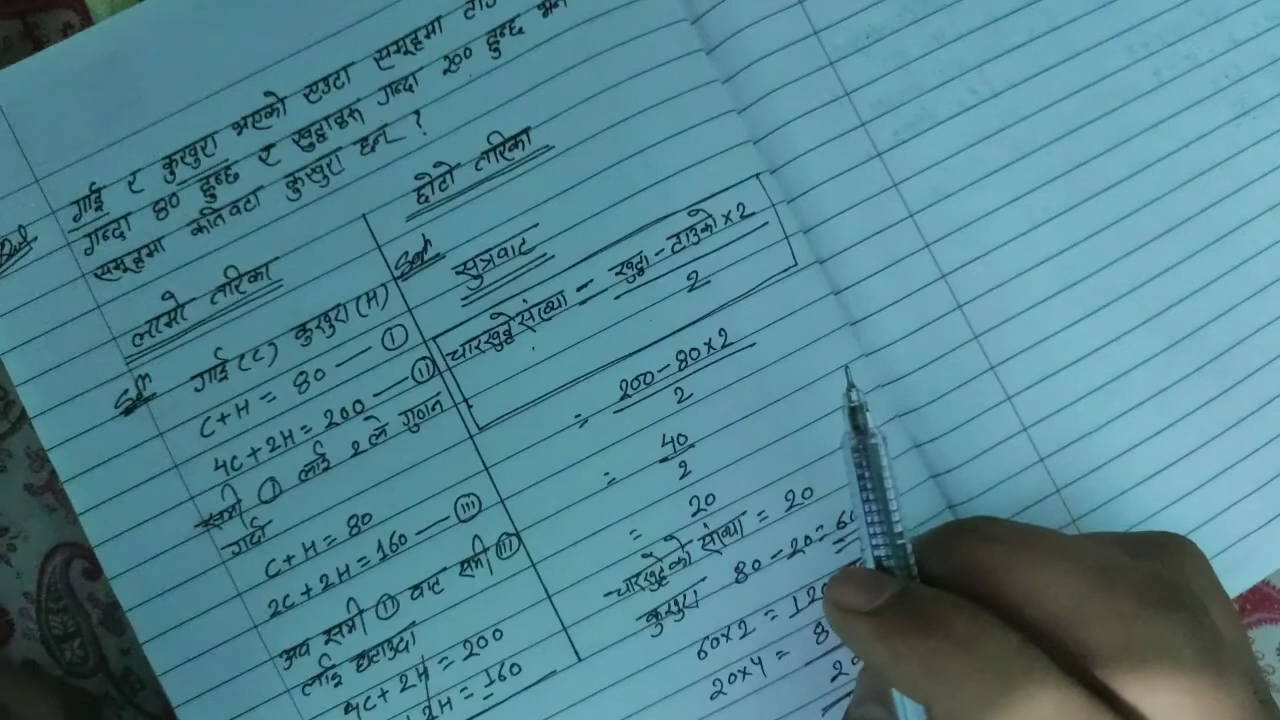 गाई र कुखुरा भएको एउटा समूहमा
गन्दा 80 हुन्छ र खुट्टाहरू गन्दा 200 हुन्छ भने
समूहमा कतिवटा कुखुरा छन् ?
लामो तरिका
Solⁿ
गाई (C) कुखुरा (H)
C+H = 80 — (I)
4C + 2H = 200 — (II)
समी (I) लाई 2 ले गुणन
गर्दा
C+H = 80
2C + 2H = 160 — (III)
अब समी (II) बाट समी (III)
लाई घटाउदा
4C + 2H = 200
2H = 160
छोटो तरिका
Solⁿ
सुत्रबाट
चारखुट्टे संख्या = खुट्टा - टाउको × 2
2
= 200 - 80 × 2
2
= 40
2
= 20
चारखुट्टेको संख्या = 20
कुखुरा 80 - 20 = 60
60 × 2 = 120
20 × 4 =